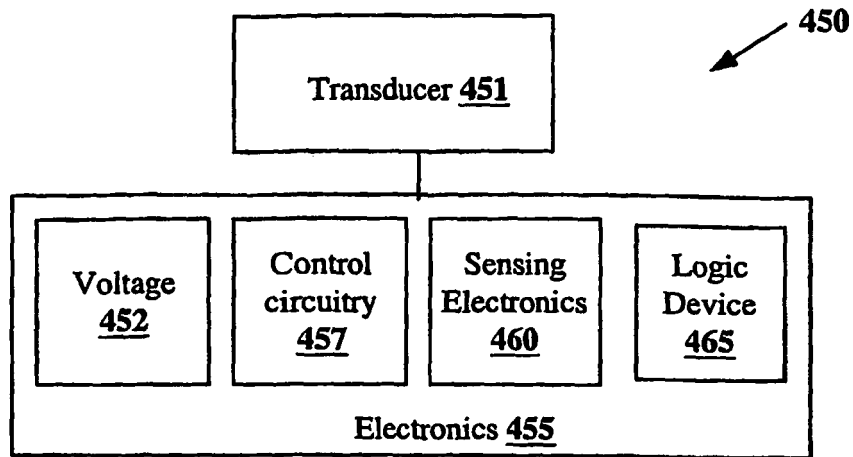 450
Transducer 451
Voltage
452
Control
circuitry
457
Sensing
Electronics
460
Logic
Device
465
Electronics 455